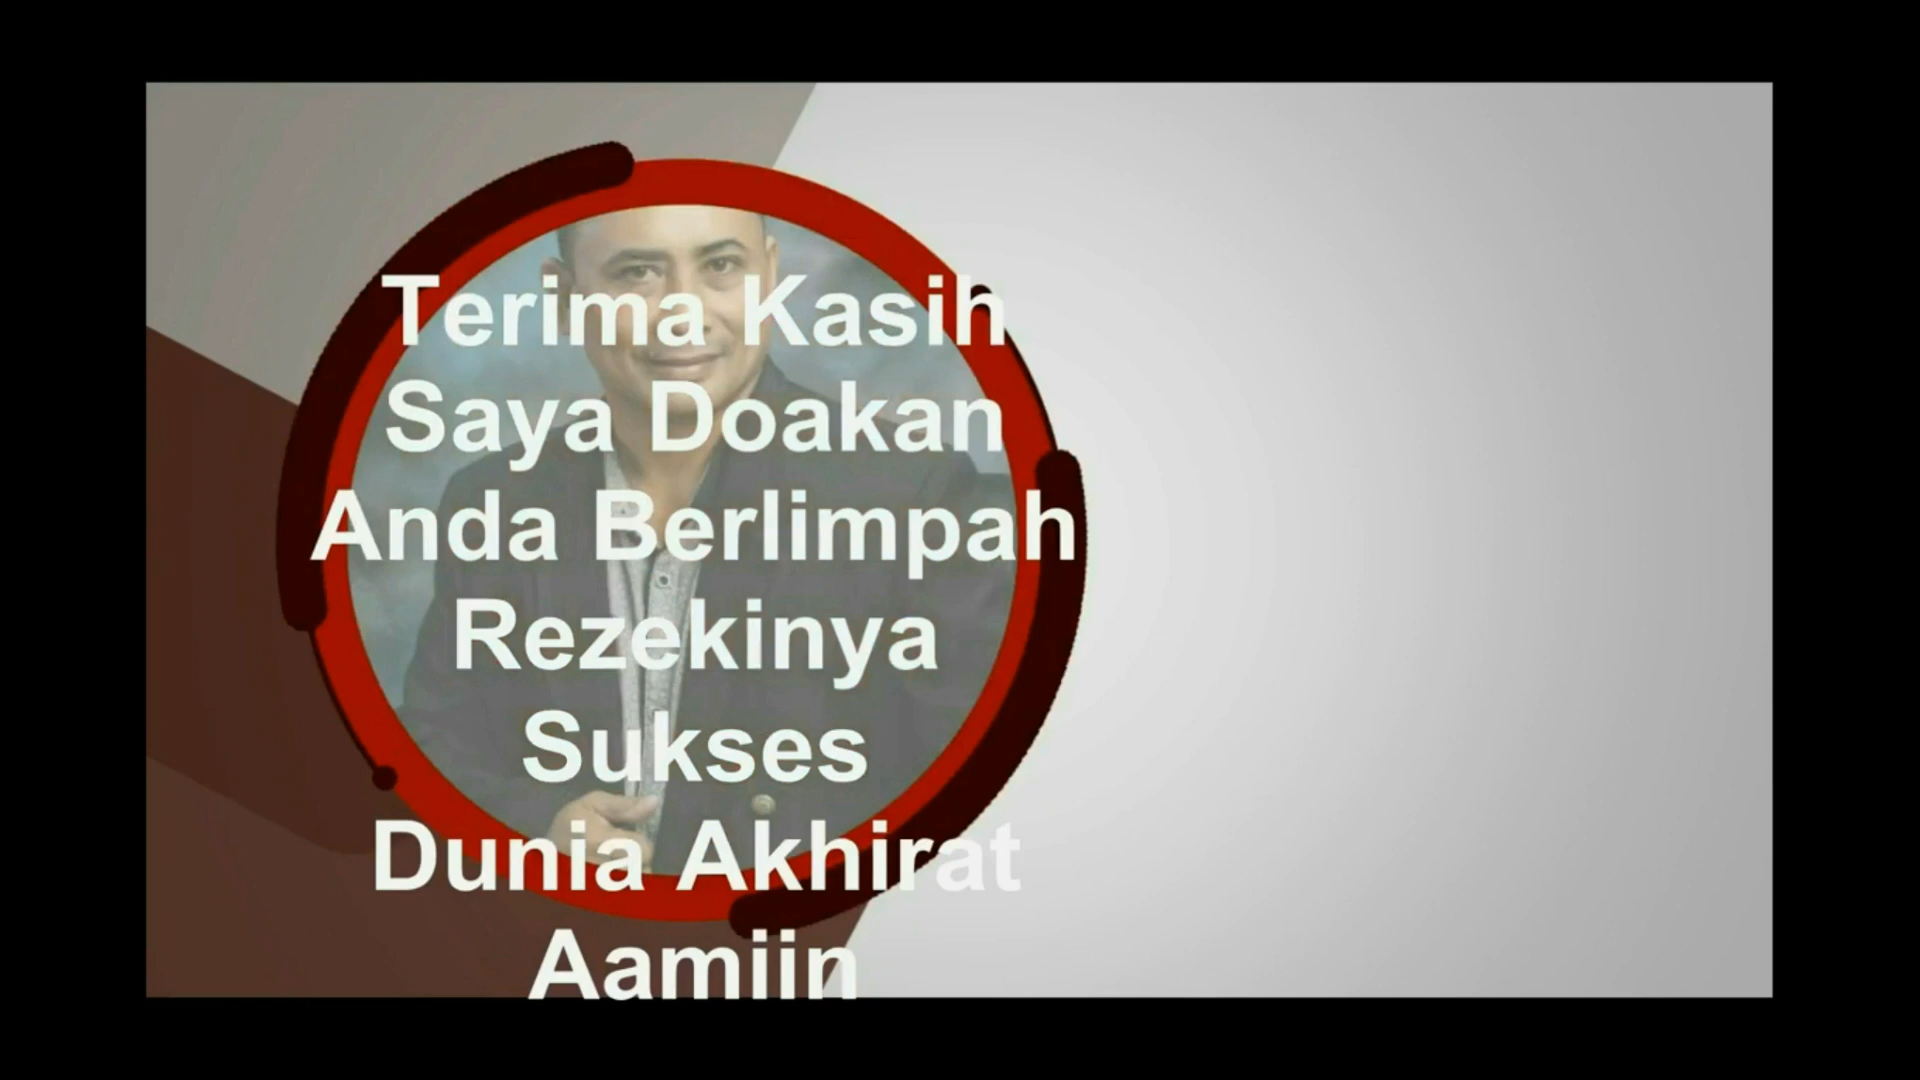 Terima Kasih
Saya Doakan
Anda Berlimpah
Rezekinya
Sukses
Dunia Akhirat
Aamiin